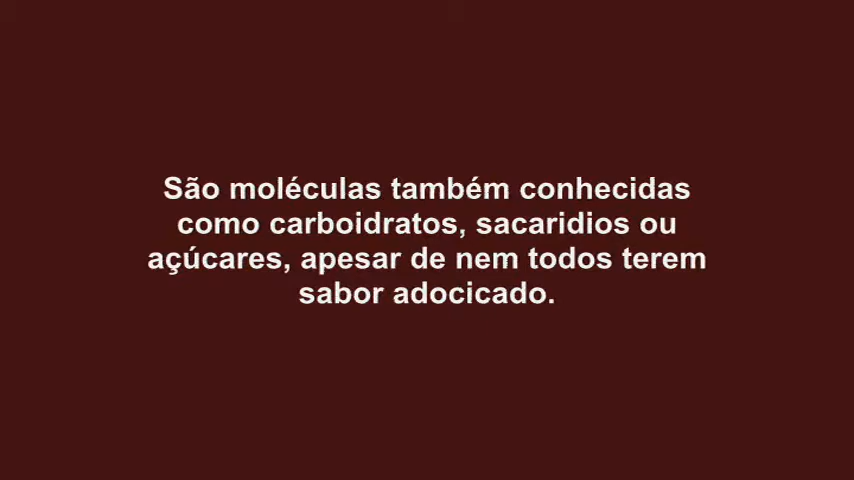 São moléculas também conhecidas
como carboidratos, sacaridios ou
açúcares, apesar de nem todos terem
sabor adocicado.